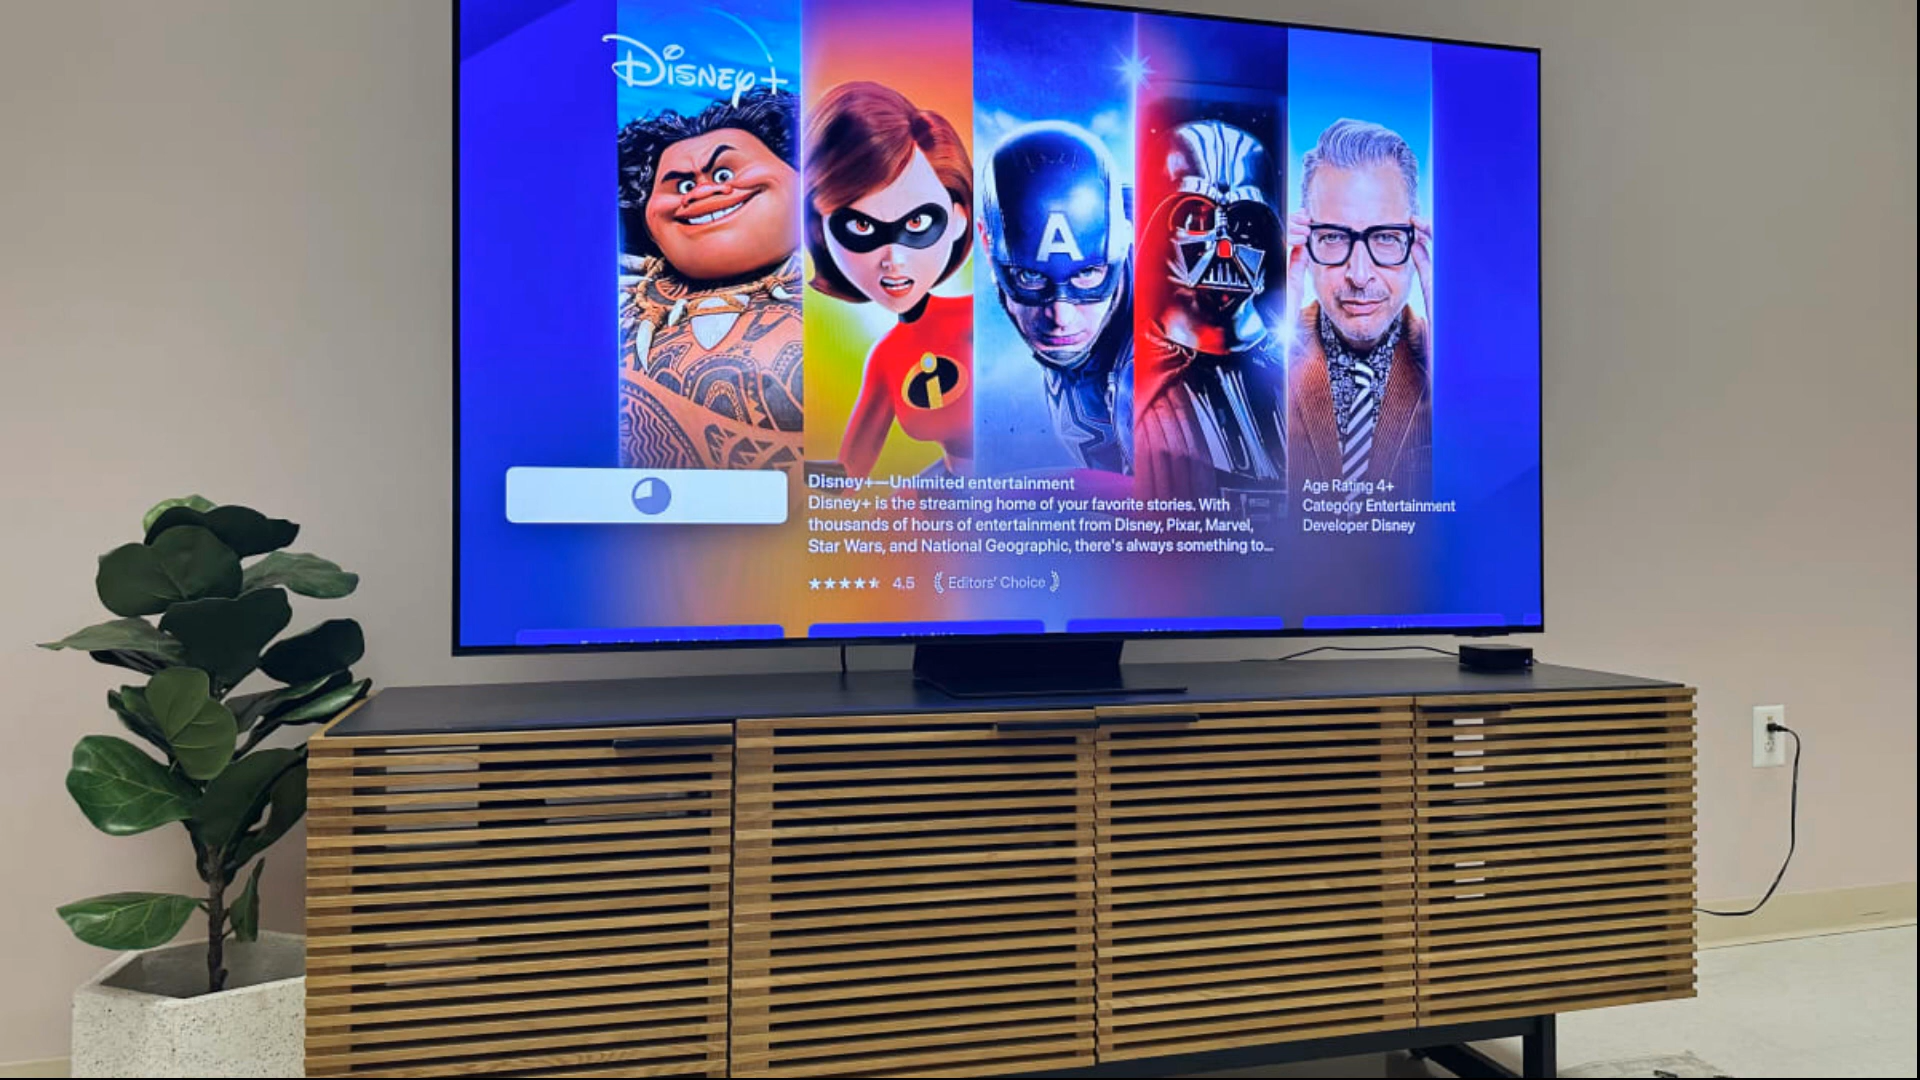 Disney+
A
Disney+—Unlimited entertainment
Disney+ is the streaming home of your favorite stories. With
thousands of hours of entertainment from Disney, Pixar, Marvel,
Star Wars, and National Geographic, there's always something to...
4.5 Editors' Choice
Age Rating 4+
Category Entertainment
Developer Disney